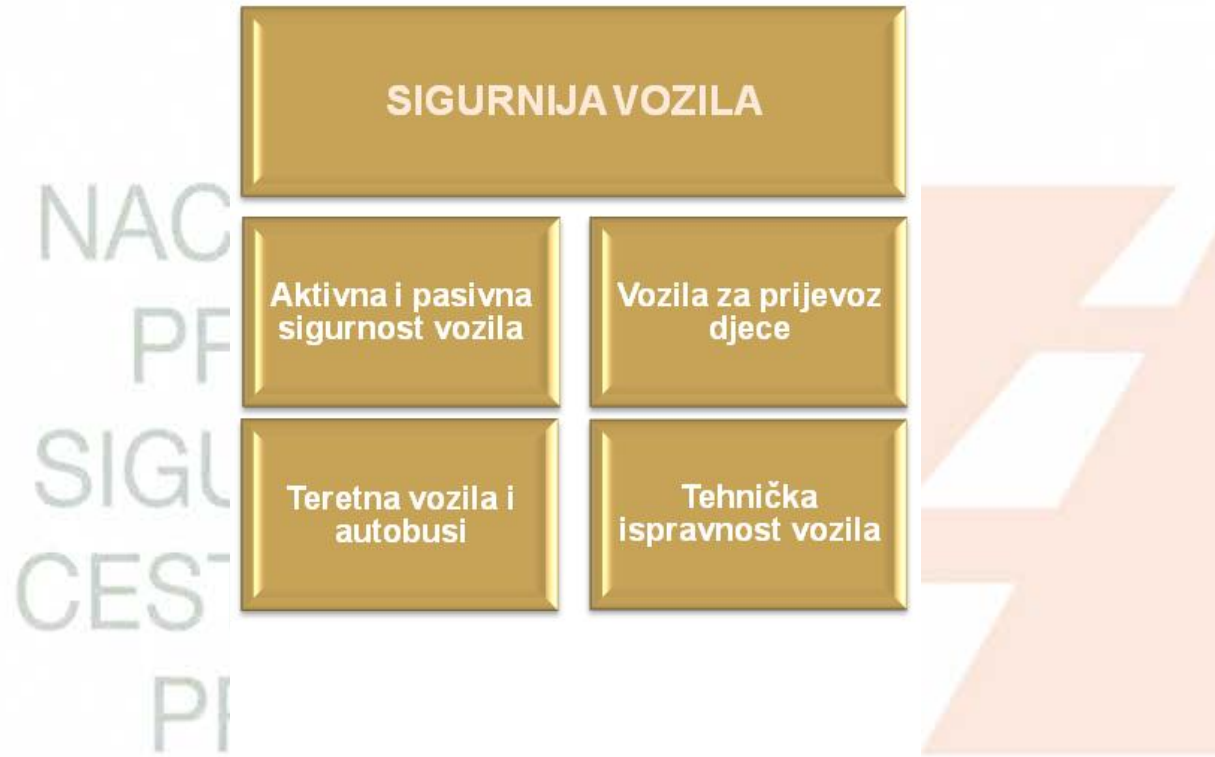 SIGURNIJA VOZILA
Aktivna i pasivna
sigurnost vozila
Vozila za prijevoz
djece
Teretna vozila i
autobusi
Tehnička
ispravnost vozila
NAC
PR
SIGU
CEST
PR